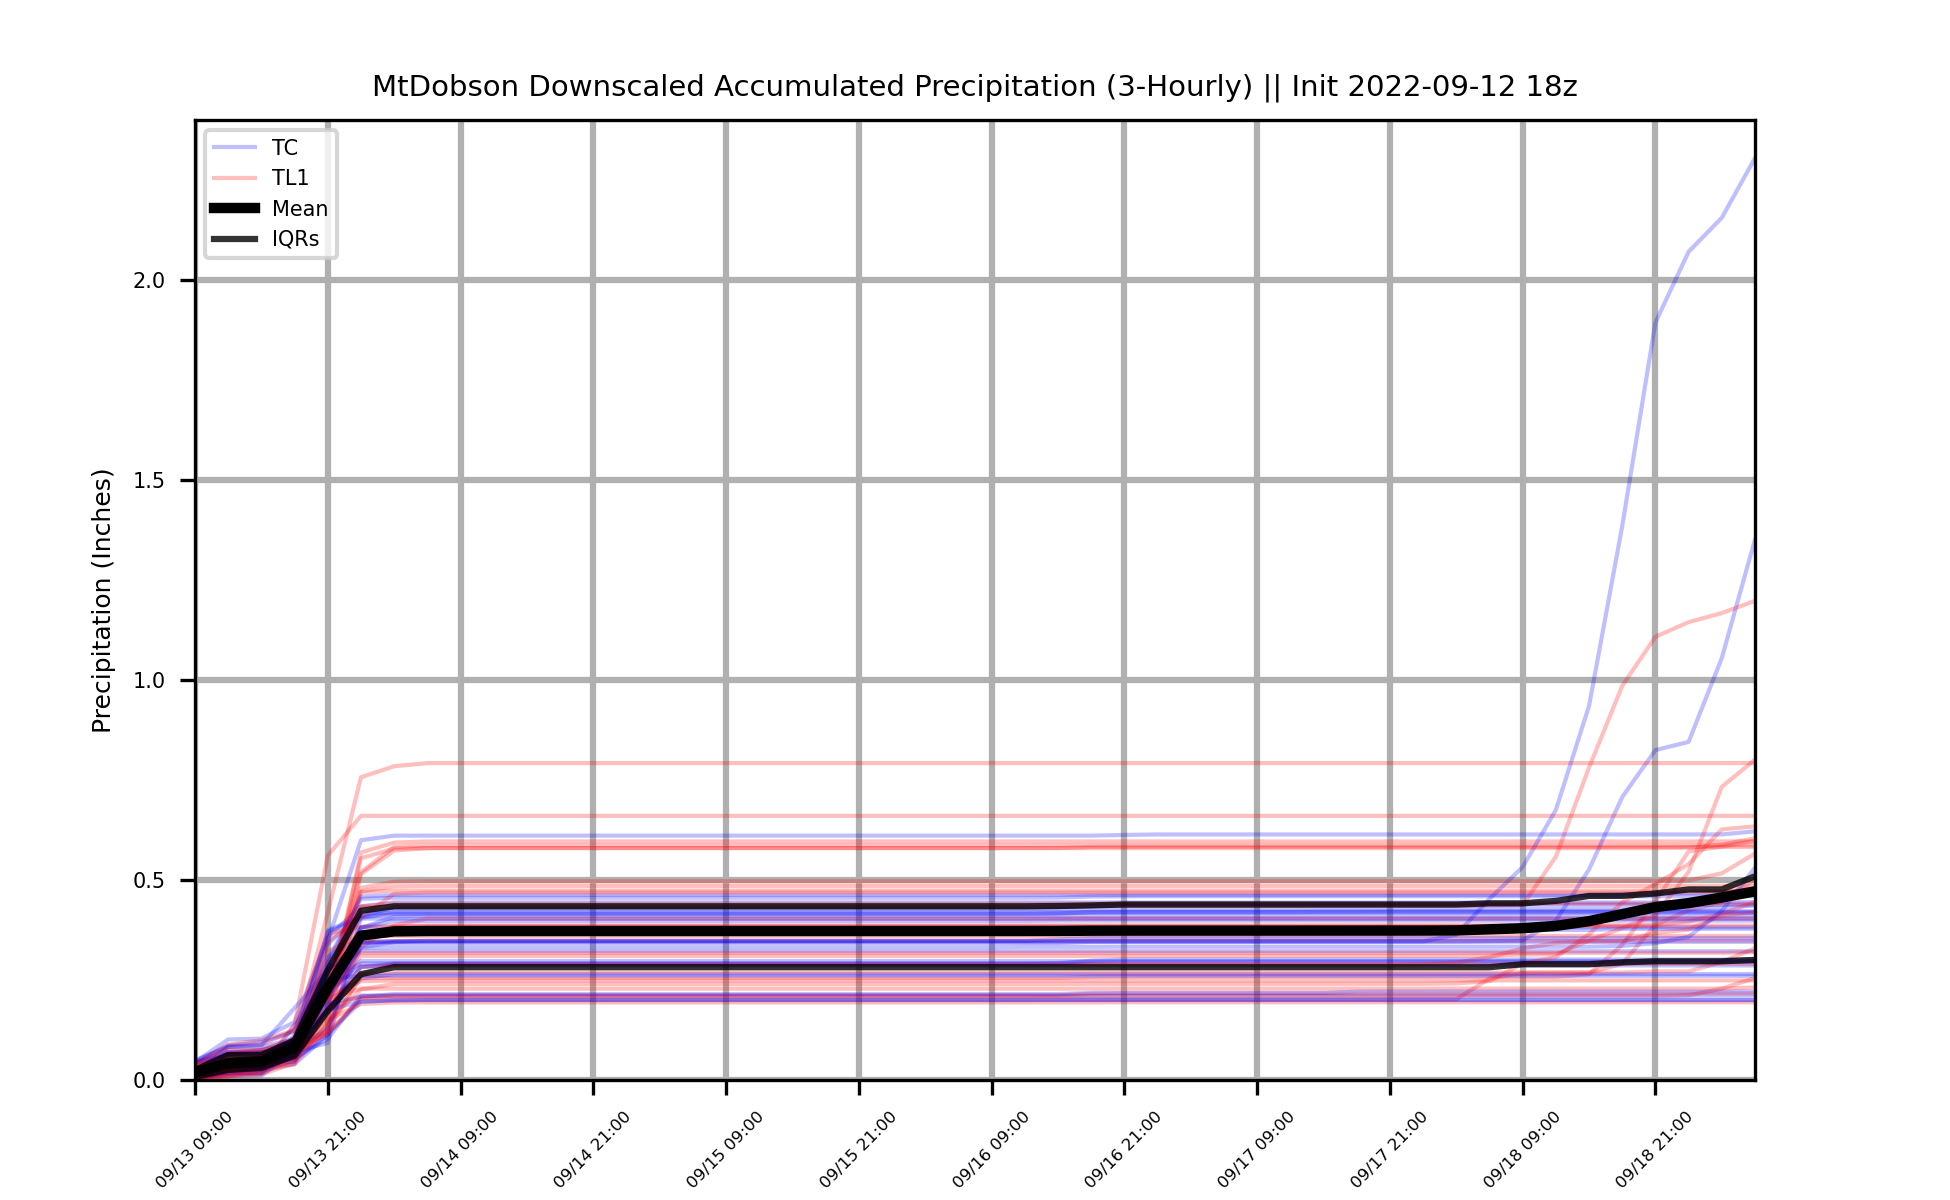 MtDobson Downscaled Accumulated Precipitation (3-Hourly) || Init 2022-09-12 18z
TC
TL1
Mean
IQRs
Precipitation (Inches)
2.0
1.5
1.0
0.5
0.0
09/13 09:00
09/13 21:00
09/14 09:00
09/14 21:00
09/15 09:00
09/15 21:00
09/16 09:00
09/16 21:00
09/17 09:00
09/17 21:00
09/18 09:00
09/18 21:00